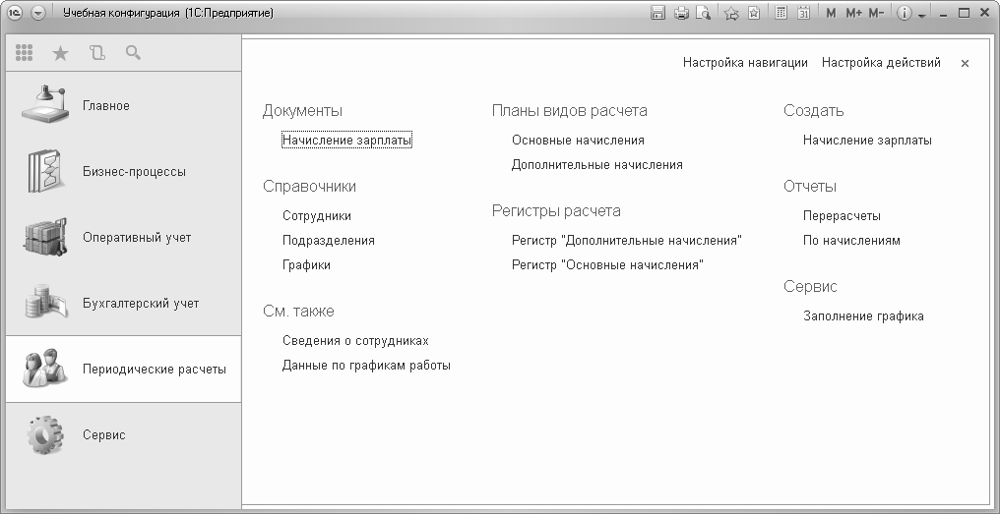 1С Учебная конфигурация (1С:Предприятие)
31 M M+ M- i
Главное
Бизнес-процессы
Оперативный учет
Бухгалтерский учет
Периодические расчеты
Сервис
Настройка навигации Настройка действий
Документы
Начисление зарплаты
Справочники
Сотрудники
Подразделения
Графики
См. также
Сведения о сотрудниках
Данные по графикам работы
Планы видов расчета
Основные начисления
Дополнительные начисления
Регистры расчета
Регистр "Дополнительные начисления"
Регистр "Основные начисления"
Создать
Начисление зарплаты
Отчеты
Перерасчеты
По начислениям
Сервис
Заполнение графика